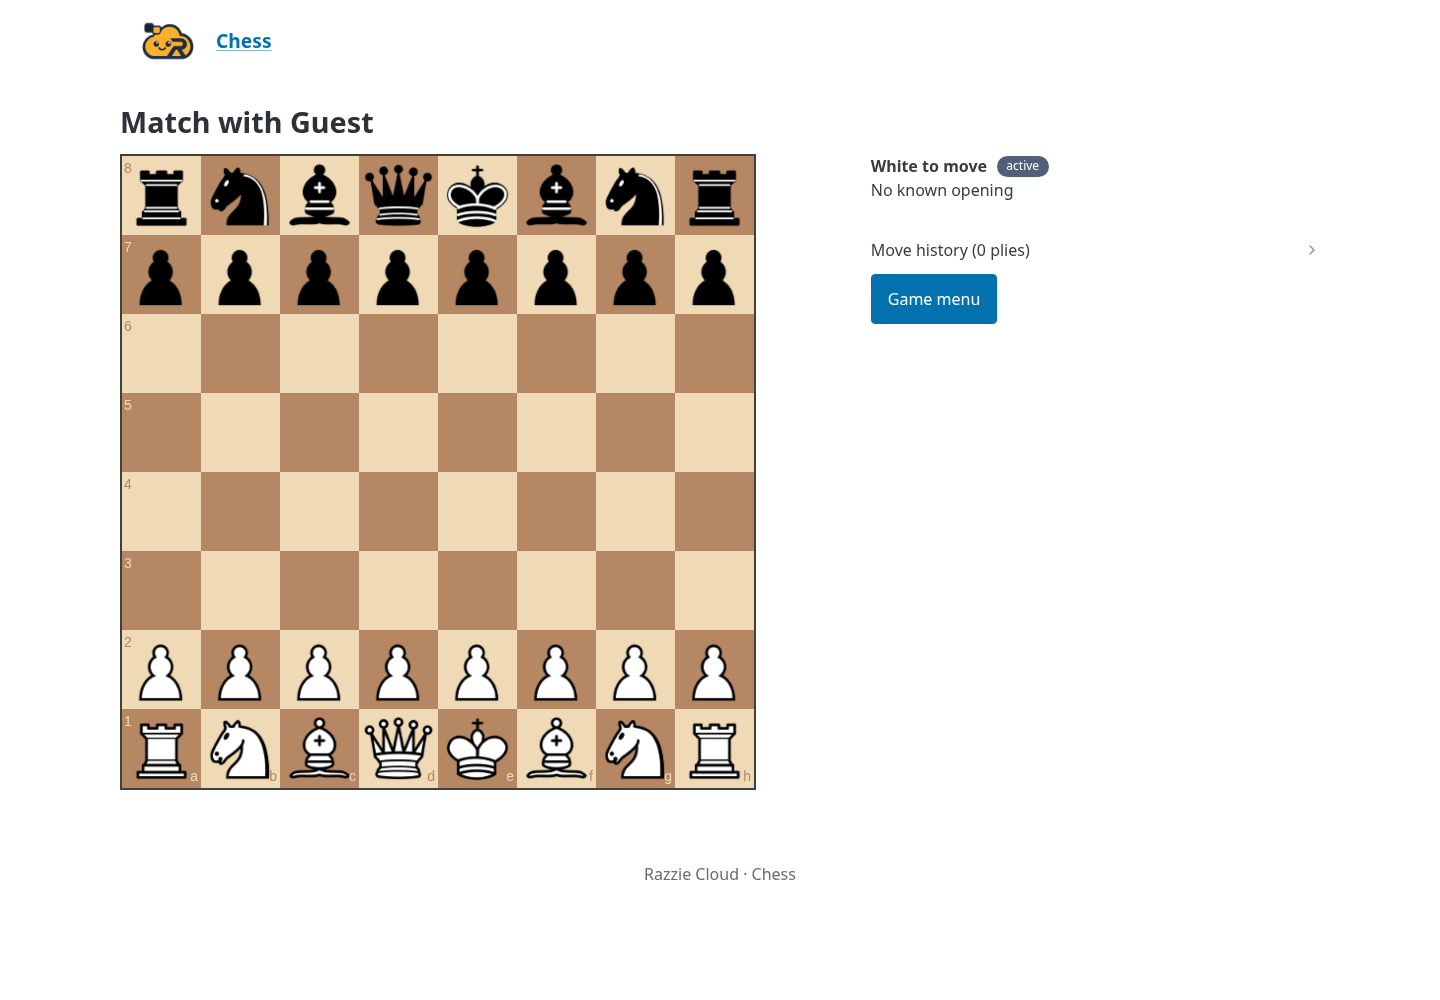 Chess
Match with Guest
8
7
6
5
4
3
2
1
a b c d e f g h
White to move active
No known opening
Move history (0 plies)
Game menu
Razzie Cloud · Chess